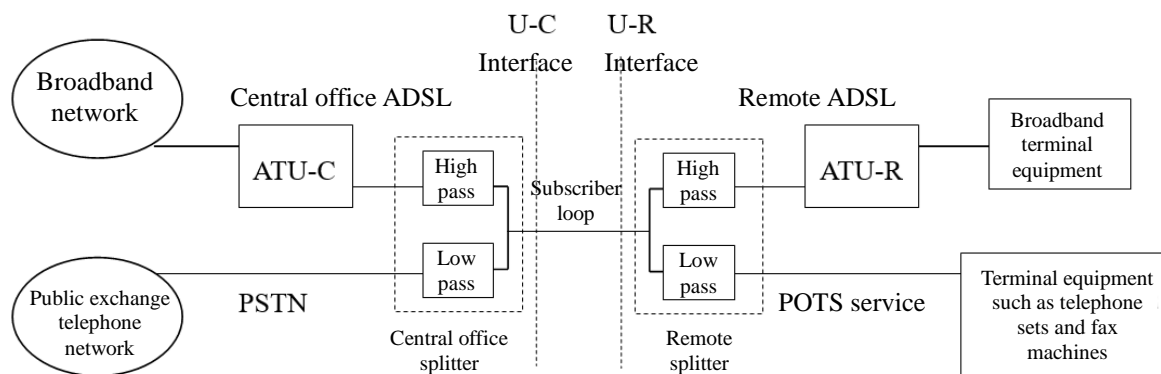 U-C
Interface
U-R
Interface
Broadband
network
Central office ADSL
Remote ADSL
Broadband
terminal
equipment
ATU-C
High
pass
Subscriber
loop
High
pass
ATU-R
Low
pass
Low
pass
Public exchange
telephone
network
PSTN
POTS service
Terminal equipment
such as telephone
sets and fax
machines
Central office
splitter
Remote
splitter